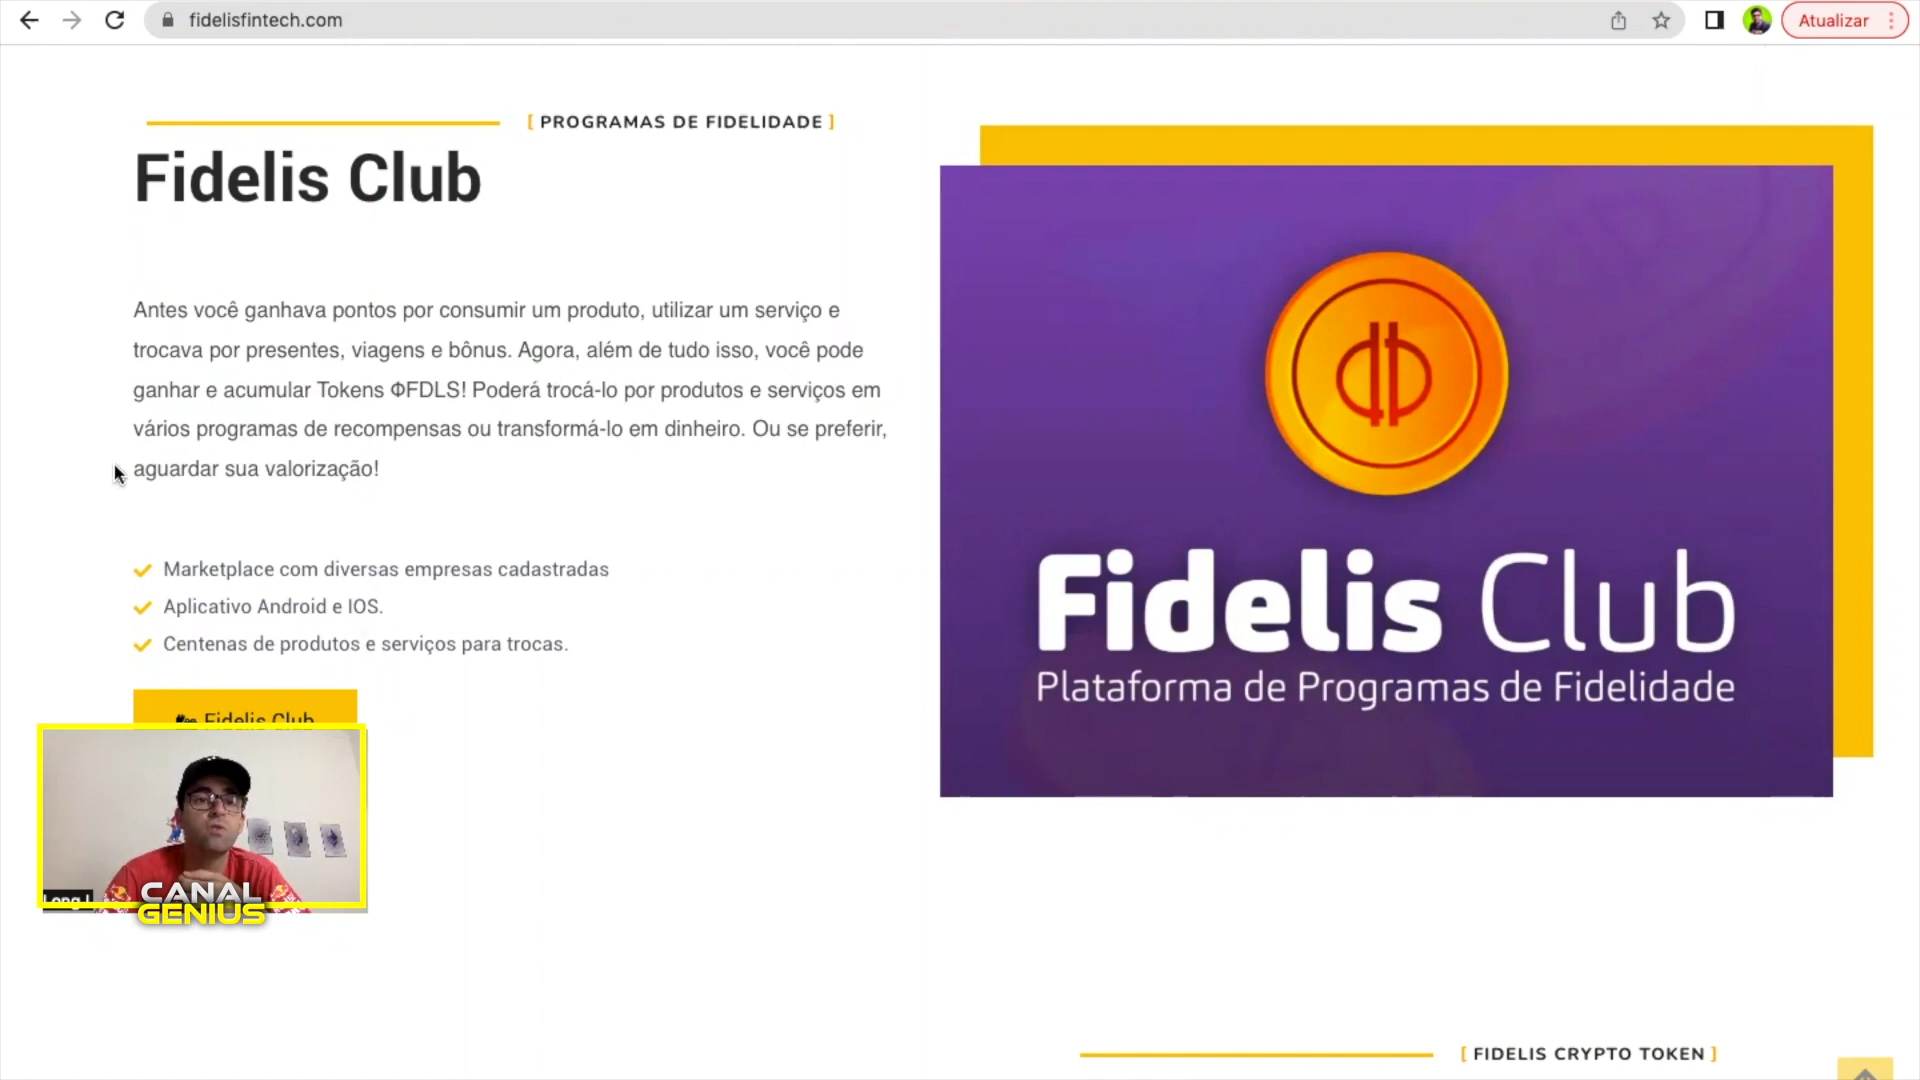 fidelisfintech.com
Atualizar
[ PROGRAMAS DE FIDELIDADE ]
Fidelis Club
Antes você ganhava pontos por consumir um produto, utilizar um serviço e
trocava por presentes, viagens e bônus. Agora, além de tudo isso, você pode
ganhar e acumular Tokens ΦFDLS! Poderá trocá-lo por produtos e serviços em
vários programas de recompensas ou transformá-lo em dinheiro. Ou se preferir,
aguardar sua valorização!
Marketplace com diversas empresas cadastradas
Aplicativo Android e IOS.
Centenas de produtos e serviços para trocas.
Fidelis Club
CANAL
GENIUS
Fidelis Club
Plataforma de Programas de Fidelidade
[ FIDELIS CRYPTO TOKEN ]